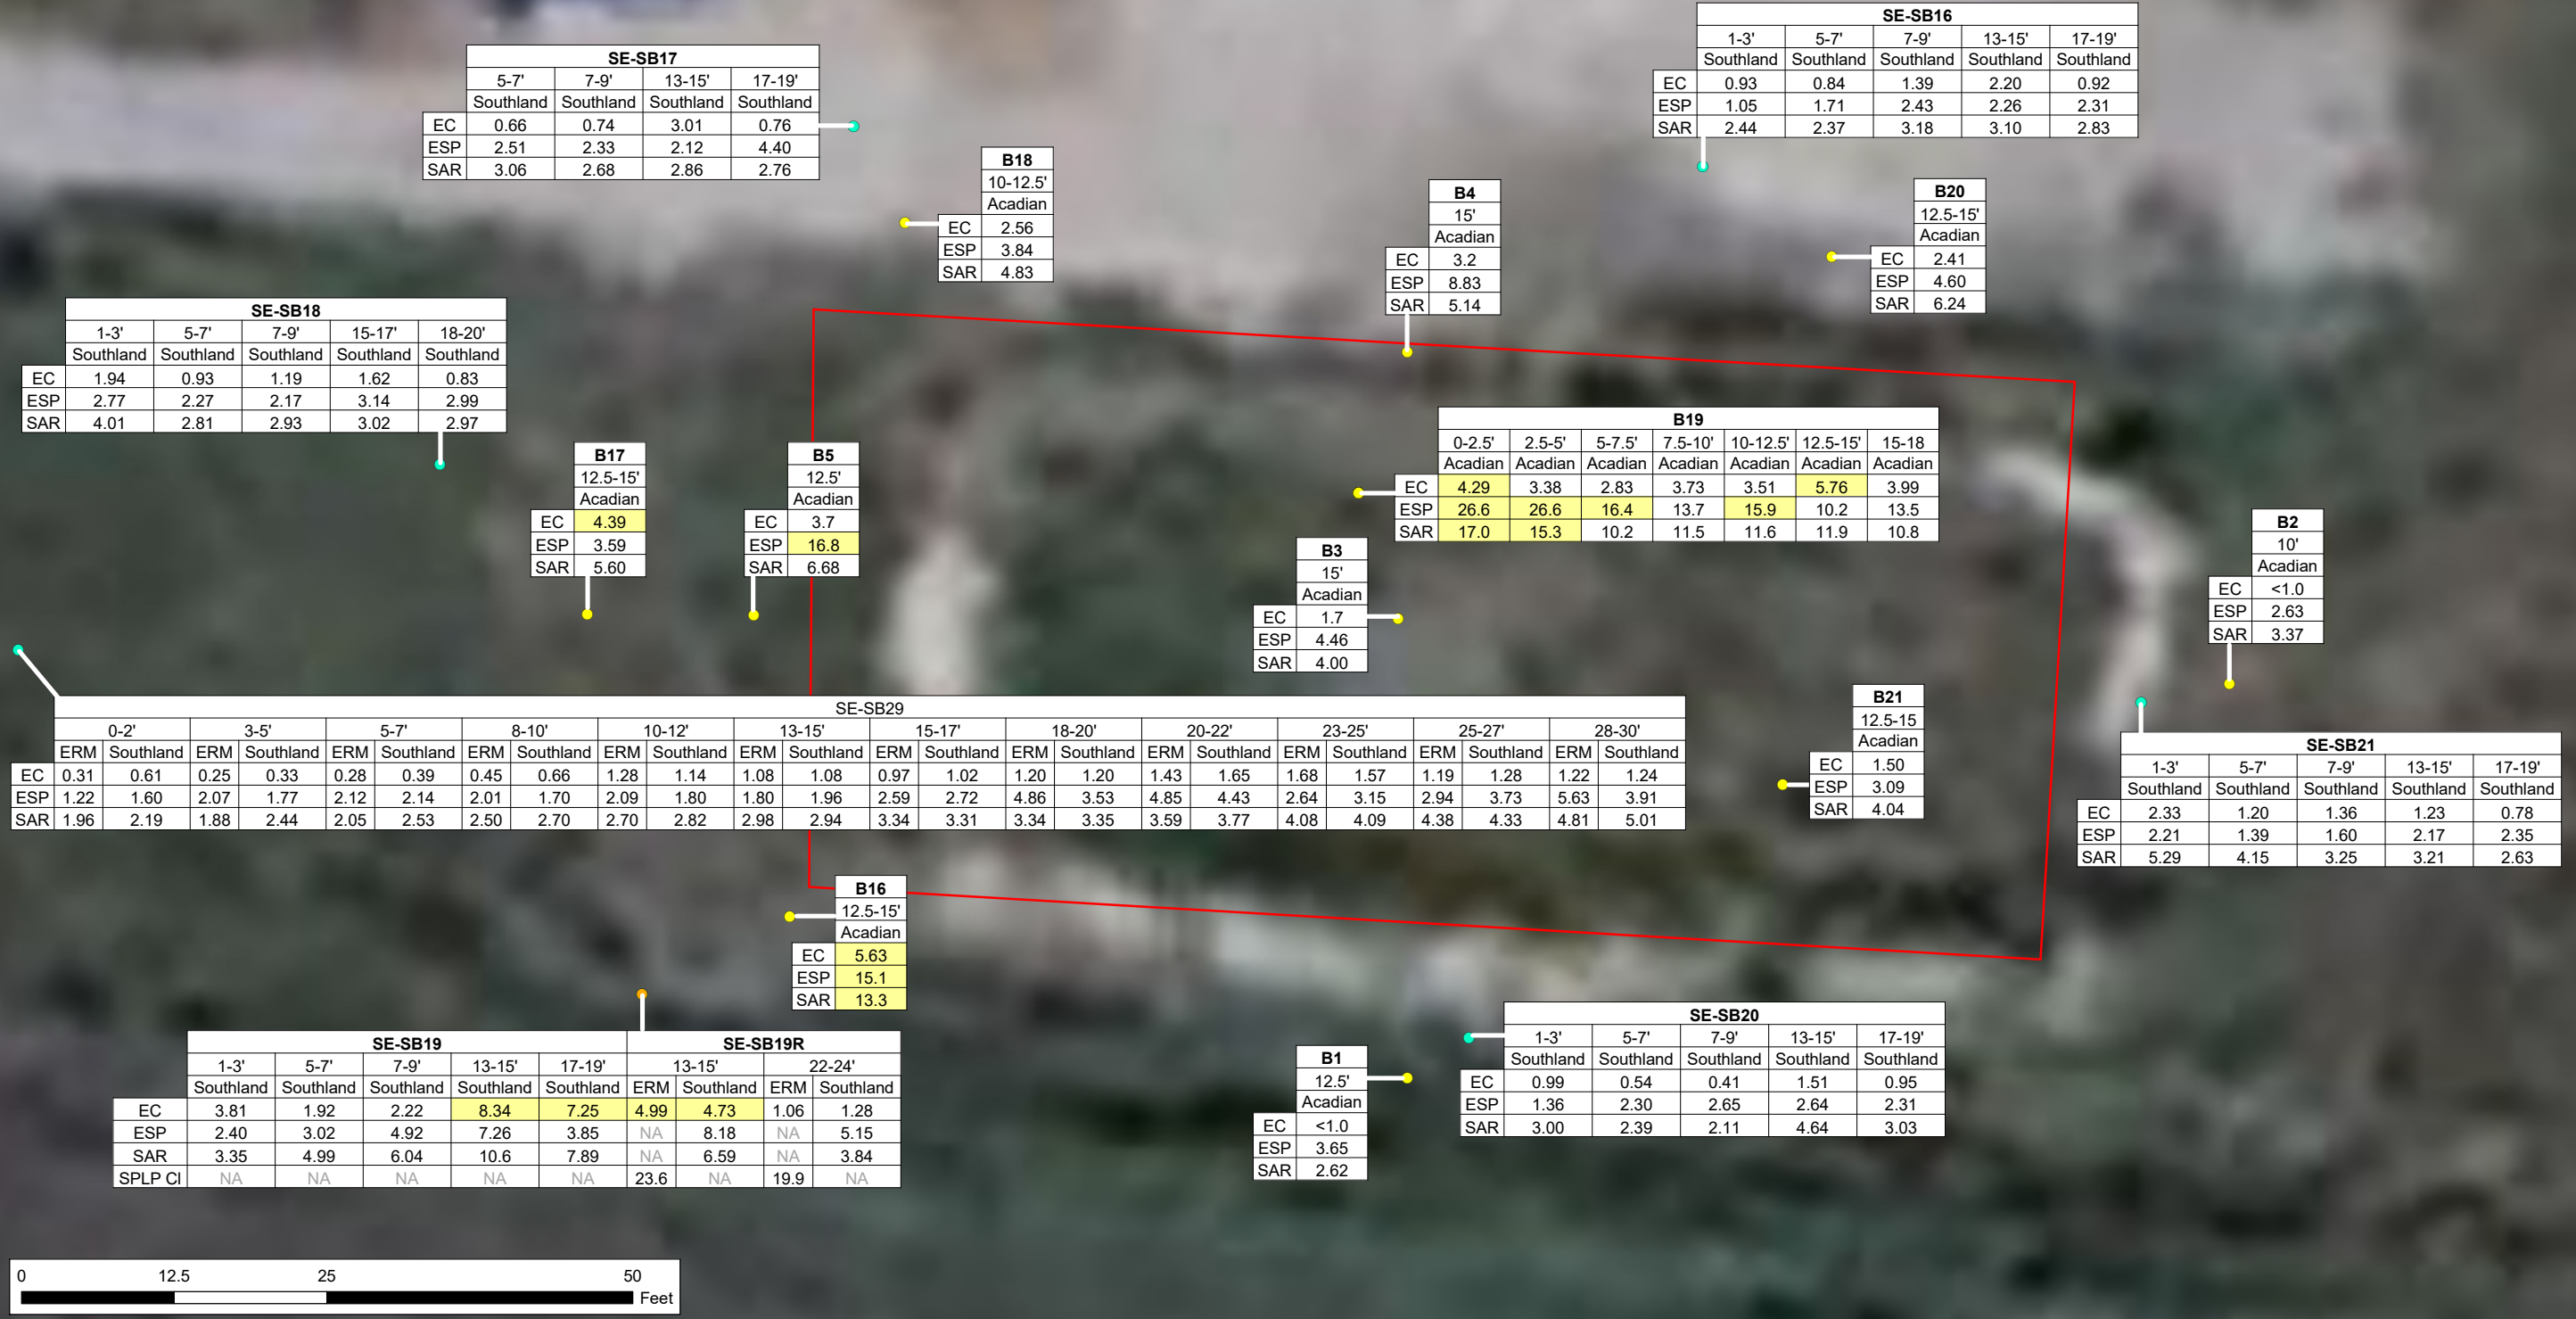 SE-SB17
5-7' 7-9' 13-15' 17-19'
Southland Southland Southland Southland
EC 0.66 0.74 3.01 0.76
ESP 2.51 2.33 2.12 4.40
SAR 3.06 2.68 2.86 2.76
SE-SB16
1-3' 5-7' 7-9' 13-15' 17-19'
Southland Southland Southland Southland Southland
EC 0.93 0.84 1.39 2.20 0.92
ESP 1.05 1.71 2.43 2.26 2.31
SAR 2.44 2.37 3.18 3.10 2.83
B18
10-12.5'
Acadian
EC 2.56
ESP 3.84
SAR 4.83
B4
15'
Acadian
EC 3.2
ESP 8.83
SAR 5.14
B20
12.5-15'
Acadian
EC 2.41
ESP 4.60
SAR 6.24
SE-SB18
1-3' 5-7' 7-9' 15-17' 18-20'
Southland Southland Southland Southland Southland
EC 1.94 0.93 1.19 1.62 0.83
ESP 2.77 2.27 2.17 3.14 2.99
SAR 4.01 2.81 2.93 3.02 2.97
B17
12.5-15'
Acadian
EC 4.39
ESP 3.59
SAR 5.60
B5
12.5'
Acadian
EC 3.7
ESP 16.8
SAR 6.68
B19
0-2.5' 2.5-5' 5-7.5' 7.5-10' 10-12.5' 12.5-15' 15-18
Acadian Acadian Acadian Acadian Acadian Acadian Acadian
EC 4.29 3.38 2.83 3.73 3.51 5.76 3.99
ESP 26.6 26.6 16.4 13.7 15.9 10.2 13.5
SAR 17.0 15.3 10.2 11.5 11.6 11.9 10.8
B3
15'
Acadian
EC 1.7
ESP 4.46
SAR 4.00
B2
10'
Acadian
EC <1.0
ESP 2.63
SAR 3.37
SE-SB29
0-2' 3-5' 5-7' 8-10' 10-12' 13-15' 15-17' 18-20' 20-22' 23-25' 25-27' 28-30'
ERM Southland ERM Southland ERM Southland ERM Southland ERM Southland ERM Southland ERM Southland ERM Southland ERM Southland ERM Southland ERM Southland ERM Southland
EC 0.31 0.61 0.25 0.33 0.28 0.39 0.45 0.66 1.28 1.14 1.08 1.08 0.97 1.02 1.20 1.20 1.43 1.65 1.68 1.57 1.19 1.28 1.22 1.24
ESP 1.22 1.60 2.07 1.77 2.12 2.14 2.01 1.70 2.09 1.80 1.80 1.96 2.59 2.72 4.86 3.53 4.85 4.43 2.64 3.15 2.94 3.73 5.63 3.91
SAR 1.96 2.19 1.88 2.44 2.05 2.53 2.50 2.70 2.70 2.82 2.98 2.94 3.34 3.31 3.34 3.35 3.59 3.77 4.08 4.09 4.38 4.33 4.81 5.01
B21
12.5-15
Acadian
EC 1.50
ESP 3.09
SAR 4.04
SE-SB21
1-3' 5-7' 7-9' 13-15' 17-19'
Southland Southland Southland Southland Southland
EC 2.33 1.20 1.36 1.23 0.78
ESP 2.21 1.39 1.60 2.17 2.35
SAR 5.29 4.15 3.25 3.21 2.63
B16
12.5-15'
Acadian
EC 5.63
ESP 15.1
SAR 13.3
SE-SB19 SE-SB19R
1-3' 5-7' 7-9' 13-15' 17-19' 13-15' 22-24'
Southland Southland Southland Southland Southland ERM Southland ERM Southland
EC 3.81 1.92 2.22 8.34 7.25 4.99 4.73 1.06 1.28
ESP 2.40 3.02 4.92 7.26 3.85 NA 8.18 NA 5.15
SAR 3.35 4.99 6.04 10.6 7.89 NA 6.59 NA 3.84
SPLP Cl NA NA NA NA NA 23.6 NA 19.9 NA
B1
12.5'
Acadian
EC <1.0
ESP 3.65
SAR 2.62
SE-SB20
1-3' 5-7' 7-9' 13-15' 17-19'
Southland Southland Southland Southland Southland
EC 0.99 0.54 0.41 1.51 0.95
ESP 1.36 2.30 2.65 2.64 2.31
SAR 3.00 2.39 2.11 4.64 3.03
0 12.5 25 50
Feet